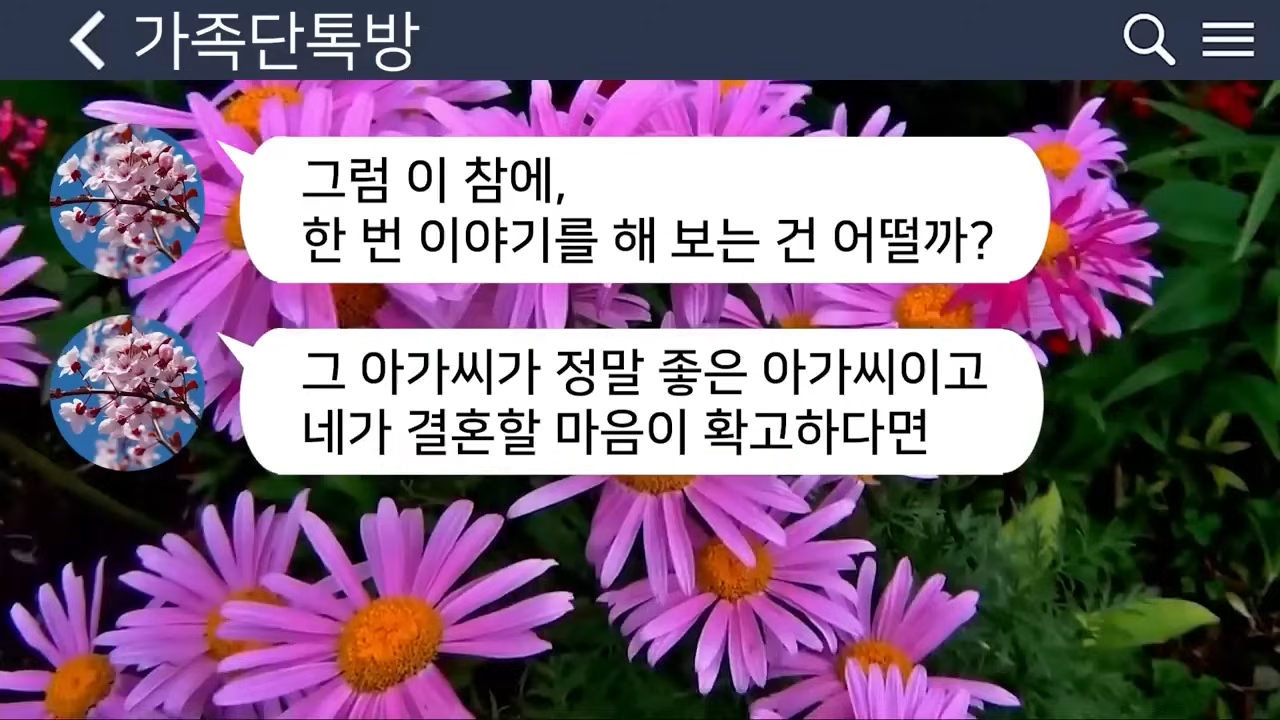 가족단톡방
그럼 이 참에,
한 번 이야기를 해 보는 건 어떨까?
그 아가씨가 정말 좋은 아가씨이고
네가 결혼할 마음이 확고하다면